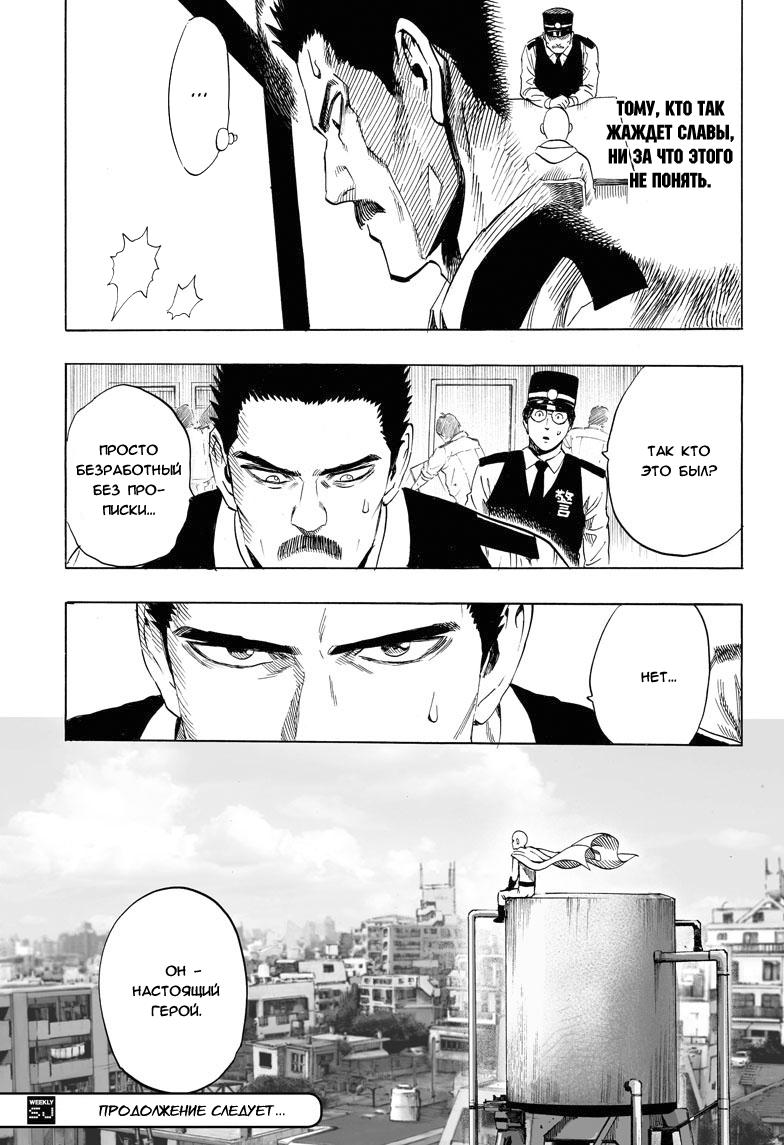 ...
ТОМУ, КТО ТАК
ЖАЖДЕТ СЛАВЫ,
НИ ЗА ЧТО ЭТОГО
НЕ ПОНЯТЬ.
ТАК КТО
ЭТО БЫЛ?
ПРОСТО
БЕЗРАБОТНЫЙ
БЕЗ ПРО-
ПИСКИ...
警
НЕТ...
ОН -
НАСТОЯЩИЙ
ГЕРОЙ.
WEEKLY
SJ
ПРОДОЛЖЕНИЕ СЛЕДУЕТ...